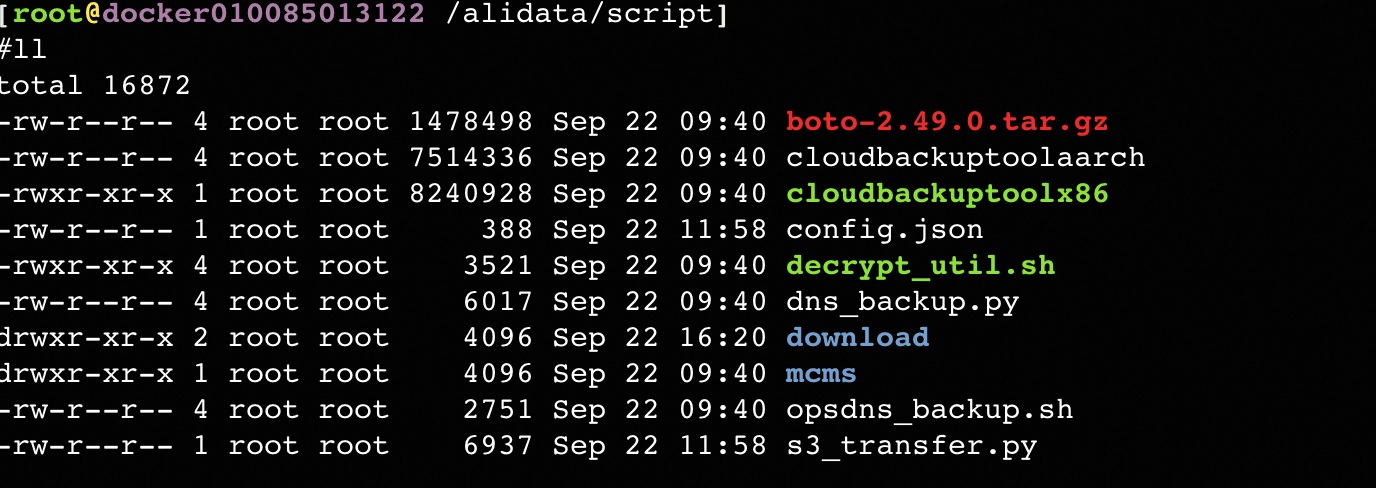 [root@docker010085013122 /alidata/script]
#ll
total 16872
-rw-r--r-- 4 root root 1478498 Sep 22 09:40 boto-2.49.0.tar.gz
-rw-r--r-- 4 root root 7514336 Sep 22 09:40 cloudbackuptoolaarch
-rwxr-xr-x 1 root root 8240928 Sep 22 09:40 cloudbackuptoolx86
-rw-r--r-- 1 root root     388 Sep 22 11:58 config.json
-rwxr-xr-x 4 root root    3521 Sep 22 09:40 decrypt_util.sh
-rw-r--r-- 4 root root    6017 Sep 22 09:40 dns_backup.py
drwxr-xr-x 2 root root    4096 Sep 22 16:20 download
drwxr-xr-x 1 root root    4096 Sep 22 09:40 mcms
-rw-r--r-- 4 root root    2751 Sep 22 09:40 opsdns_backup.sh
-rw-r--r-- 1 root root    6937 Sep 22 11:58 s3_transfer.py